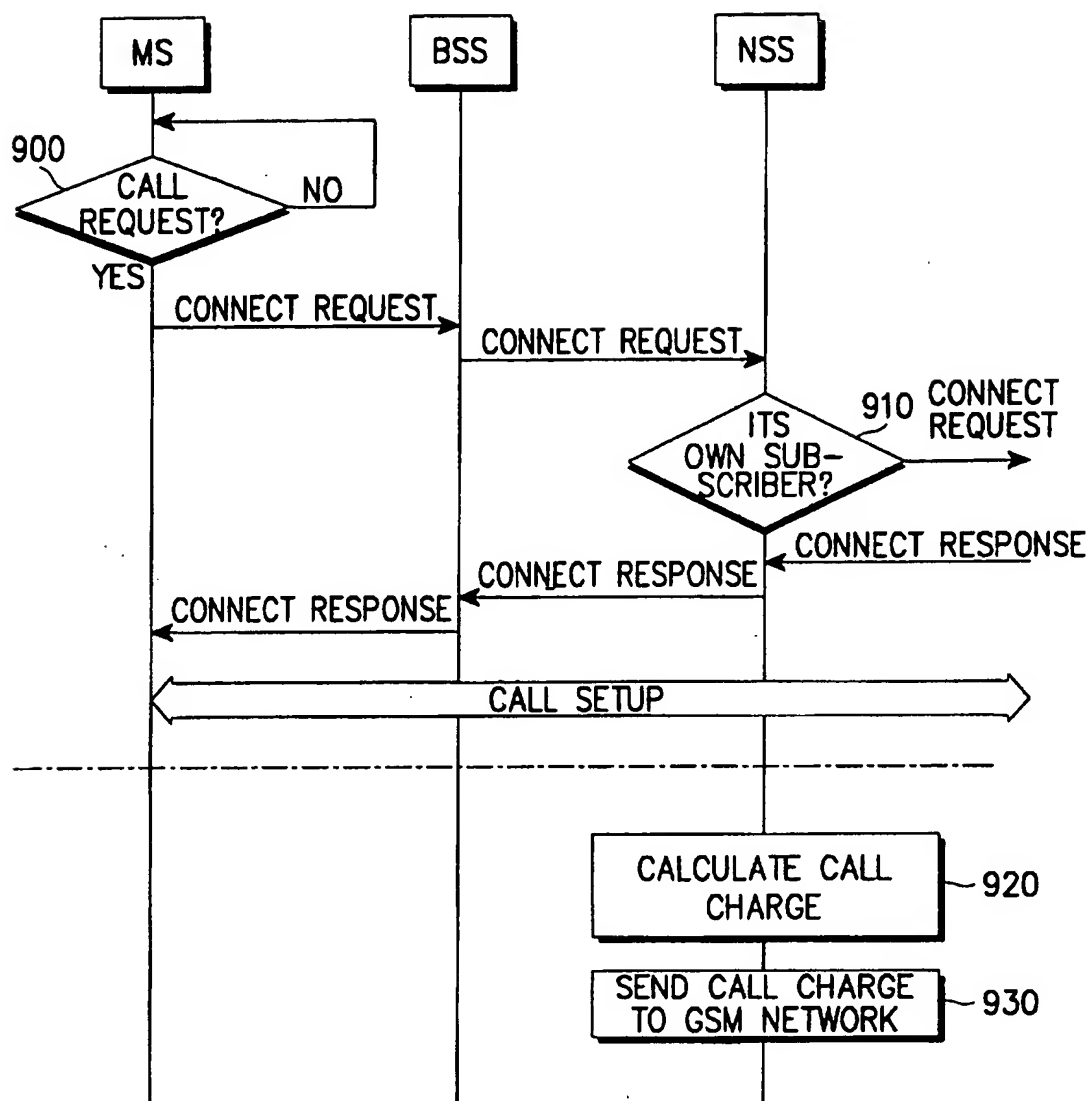 MS
BSS
NSS
900
CALL
REQUEST?
NO
YES
CONNECT REQUEST
CONNECT REQUEST
910
CONNECT
REQUEST
ITS
OWN SUB-
SCRIBER?
CONNECT RESPONSE
CONNECT RESPONSE
CONNECT RESPONSE
CALL SETUP
CALCULATE CALL
CHARGE
920
SEND CALL CHARGE
TO GSM NETWORK
930